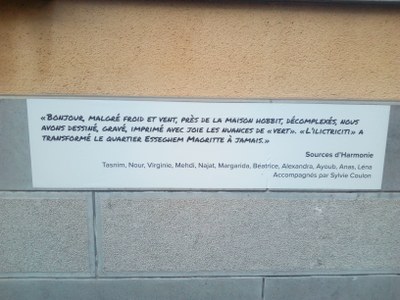 «BONJOUR, MALGRÉ FROID ET VENT, PRÈS DE LA MAISON HOBBIT, DÉCOMPLEXÉS, NOUS
AVONS DESSINÉ, GRAVÉ, IMPRIMÉ AVEC JOIE LES NUANCES DE «VERT». «L'ILICTRICITI» A
TRANSFORMÉ LE QUARTIER ESSEGHEM MAGRITTE À JAMAIS.»
Sources d'Harmonie
Tasnim, Nour, Virginie, Mehdi, Najat, Margarida, Béatrice, Alexandra, Ayoub, Anas, Léna
Accompagnés par Sylvie Coulon